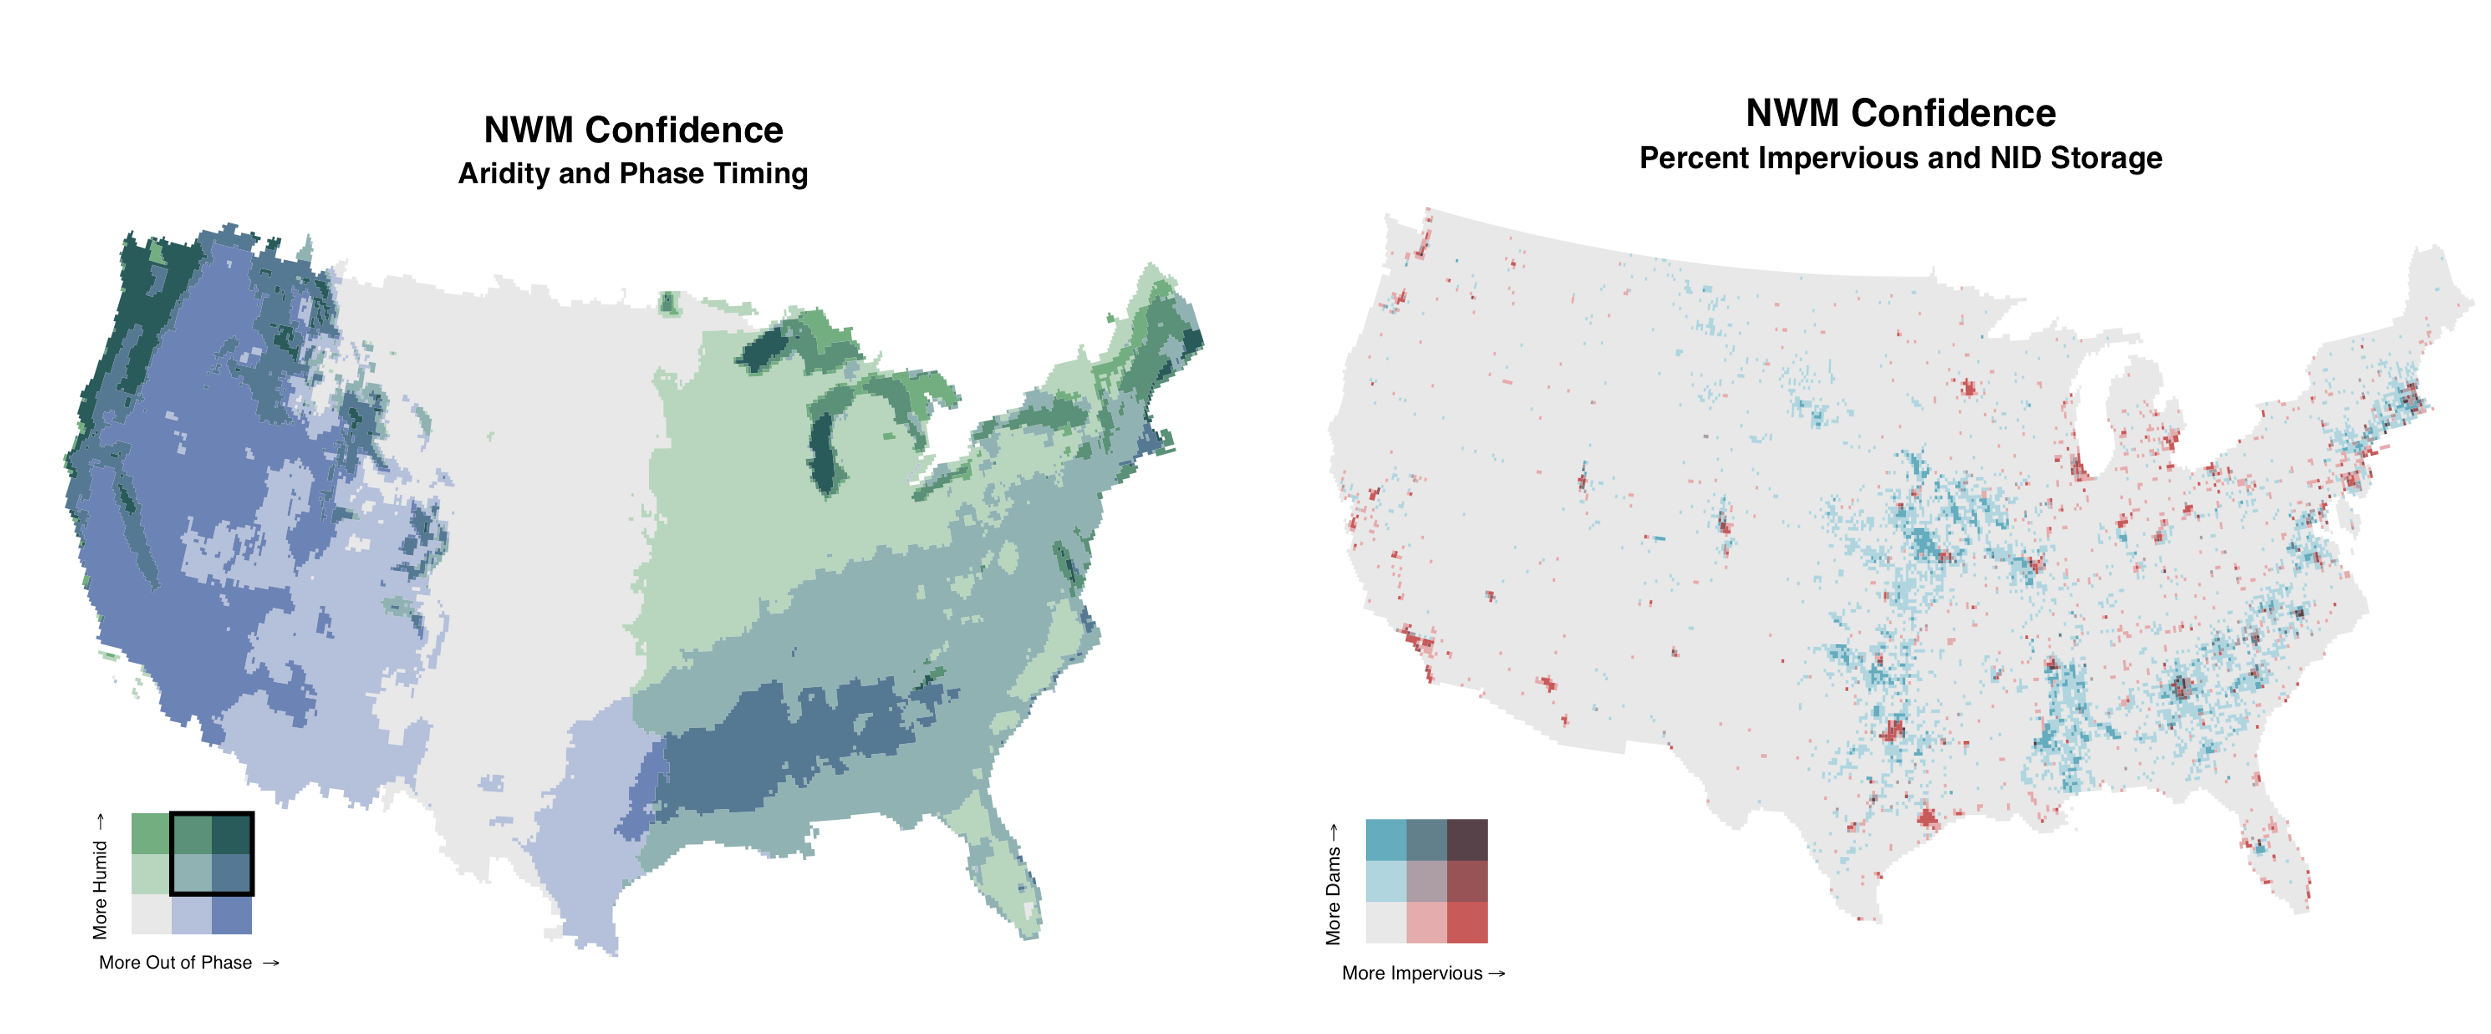 NWM Confidence
Aridity and Phase Timing
More Humid →
More Out of Phase →
NWM Confidence
Percent Impervious and NID Storage
More Dams →
More Impervious →